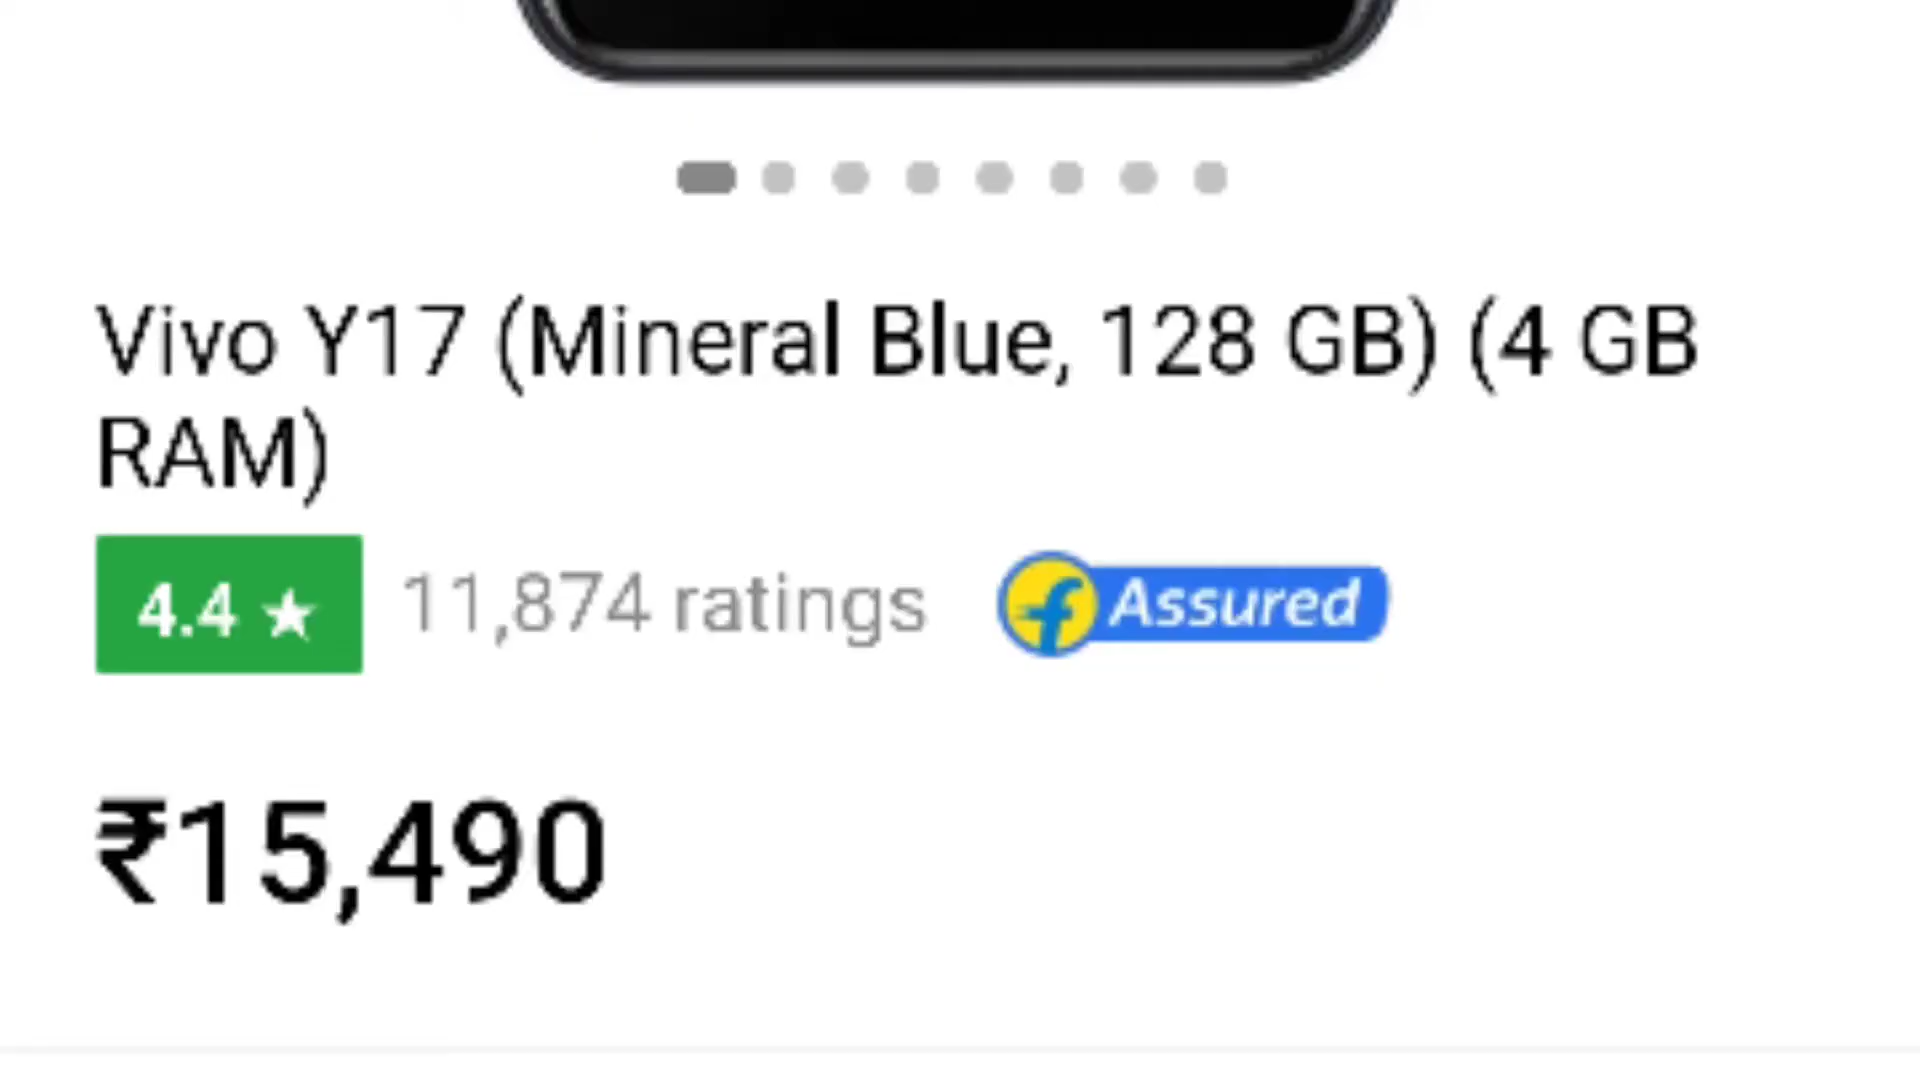 Vivo Y17 (Mineral Blue, 128 GB) (4 GB
RAM)
4.4 ★ 11,874 ratings f Assured
₹15,490